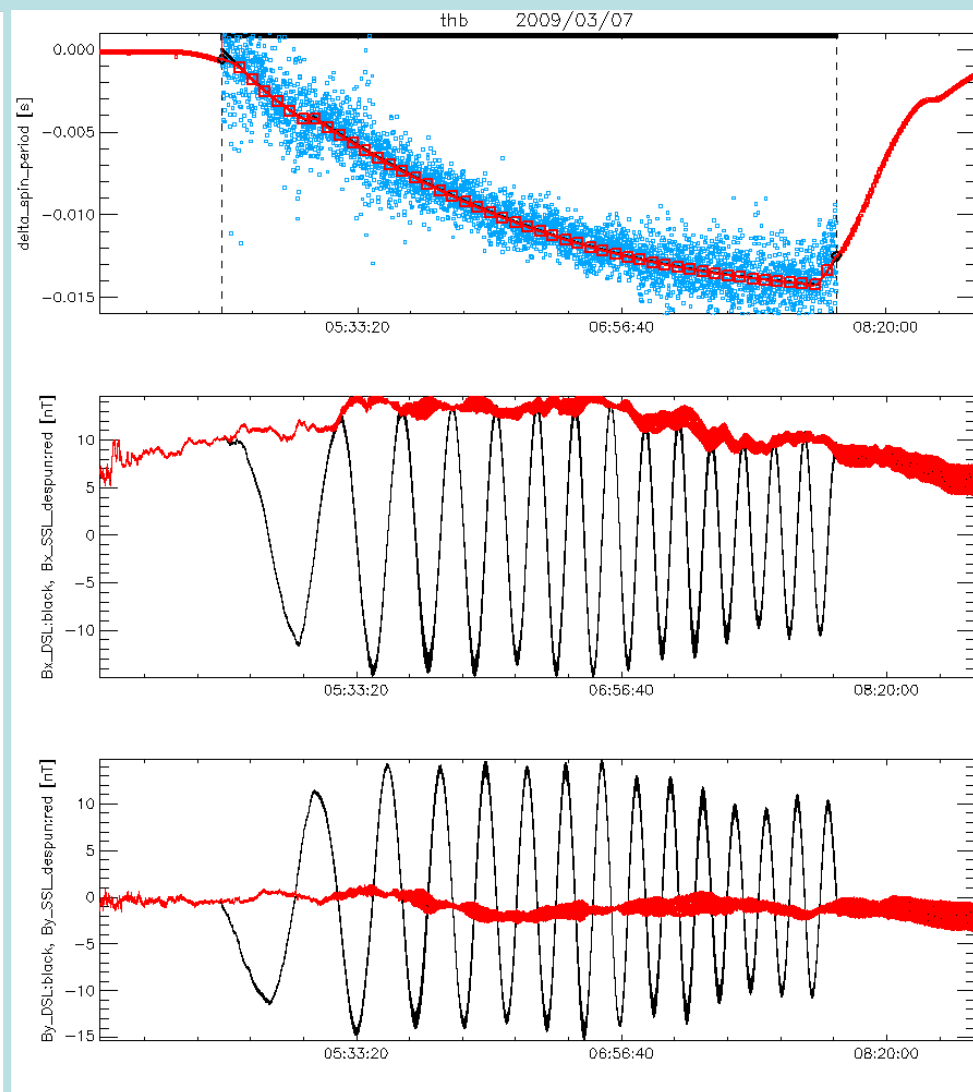 thb 2009/03/07
delta_spin_period [s]
0.000
-0.005
-0.010
-0.015
05:33:20 06:56:40 08:20:00
Bx_DSL:black, Bx_SSL_despun:red [nT]
10
5
0
-5
-10
05:33:20 06:56:40 08:20:00
By_DSL:black, By_SSL_despun:red [nT]
10
5
0
-5
-10
-15
05:33:20 06:56:40 08:20:00